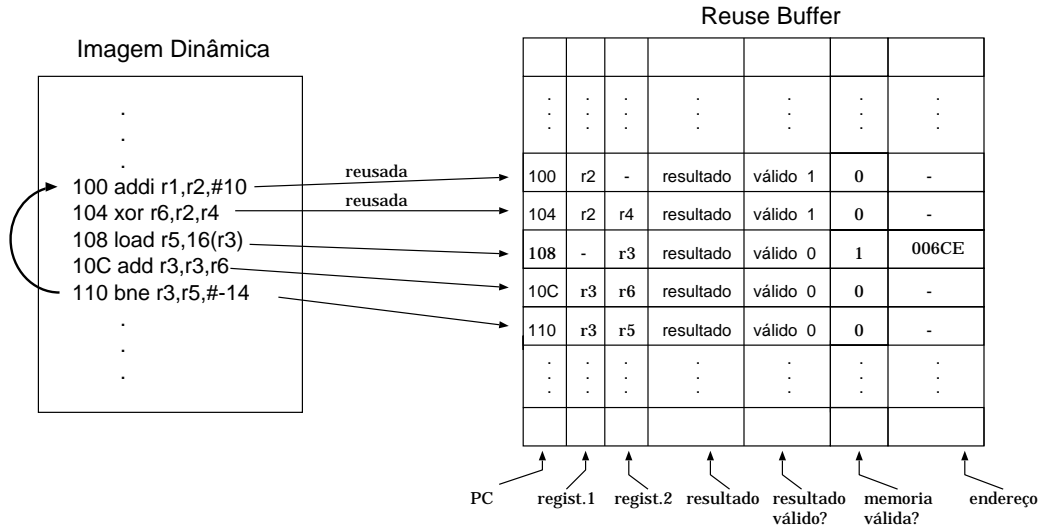 Reuse Buffer
Imagem Dinâmica
100 addi r1,r2,#10
104 xor r6,r2,r4
108 load r5,16(r3)
10C add r3,r3,r6
110 bne r3,r5,#-14
reusada
reusada
100 r2 - resultado válido 1 0 -
104 r2 r4 resultado válido 1 0 -
108 - r3 resultado válido 0 1 006CE
10C r3 r6 resultado válido 0 0 -
110 r3 r5 resultado válido 0 0 -
PC regist.1 regist.2 resultado resultado memoria endereço
válido? válida?